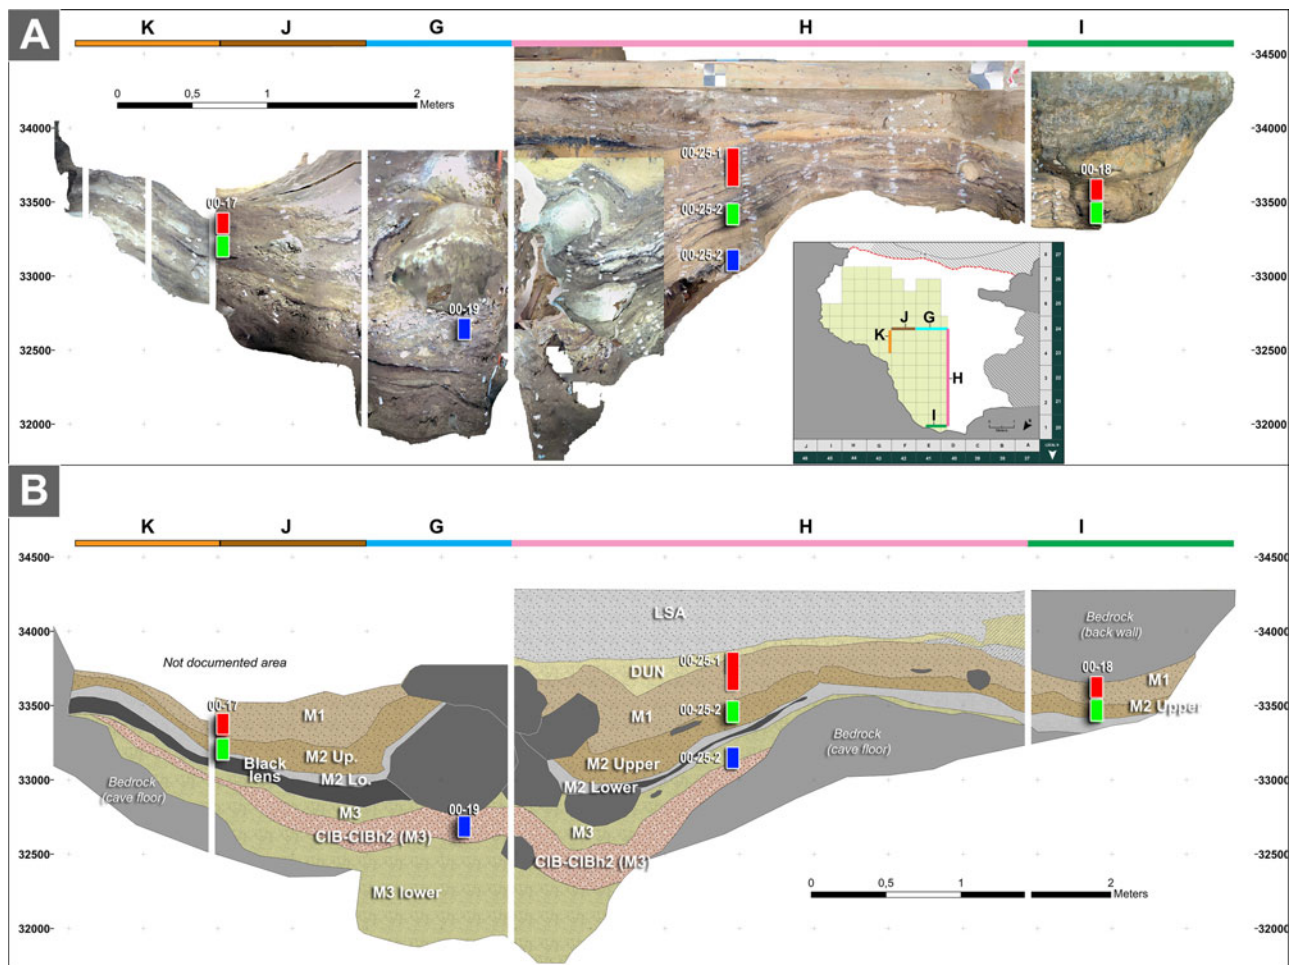 A
K J G H I
34500 34500
0 0,5 1 2
Meters
34000 34000
00-25-1
00-18
00-17
33500 33500
00-25-2
00-25-2
33000 33000
00-19
J G
K
H
I
32500 32500
32000 32000
B
K J G H I
34500 34500
LSA
Bedrock
(back wall)
34000 34000
Not documented area
DUN
00-25-1
00-18
M1
00-17
33500 33500
M1
M1
00-25-2
M2 Upper
M2 Up.
Black
lens
M2 Upper
00-25-2
Bedrock
(cave floor)
M2 Lo.
M2 Lower
33000 33000
Bedrock
(cave floor)
M3
00-19
M3
CIB-CIBh2 (M3)
CIB-CIBh2 (M3)
32500 32500
M3 lower
0 0,5 1 2
Meters
32000 32000